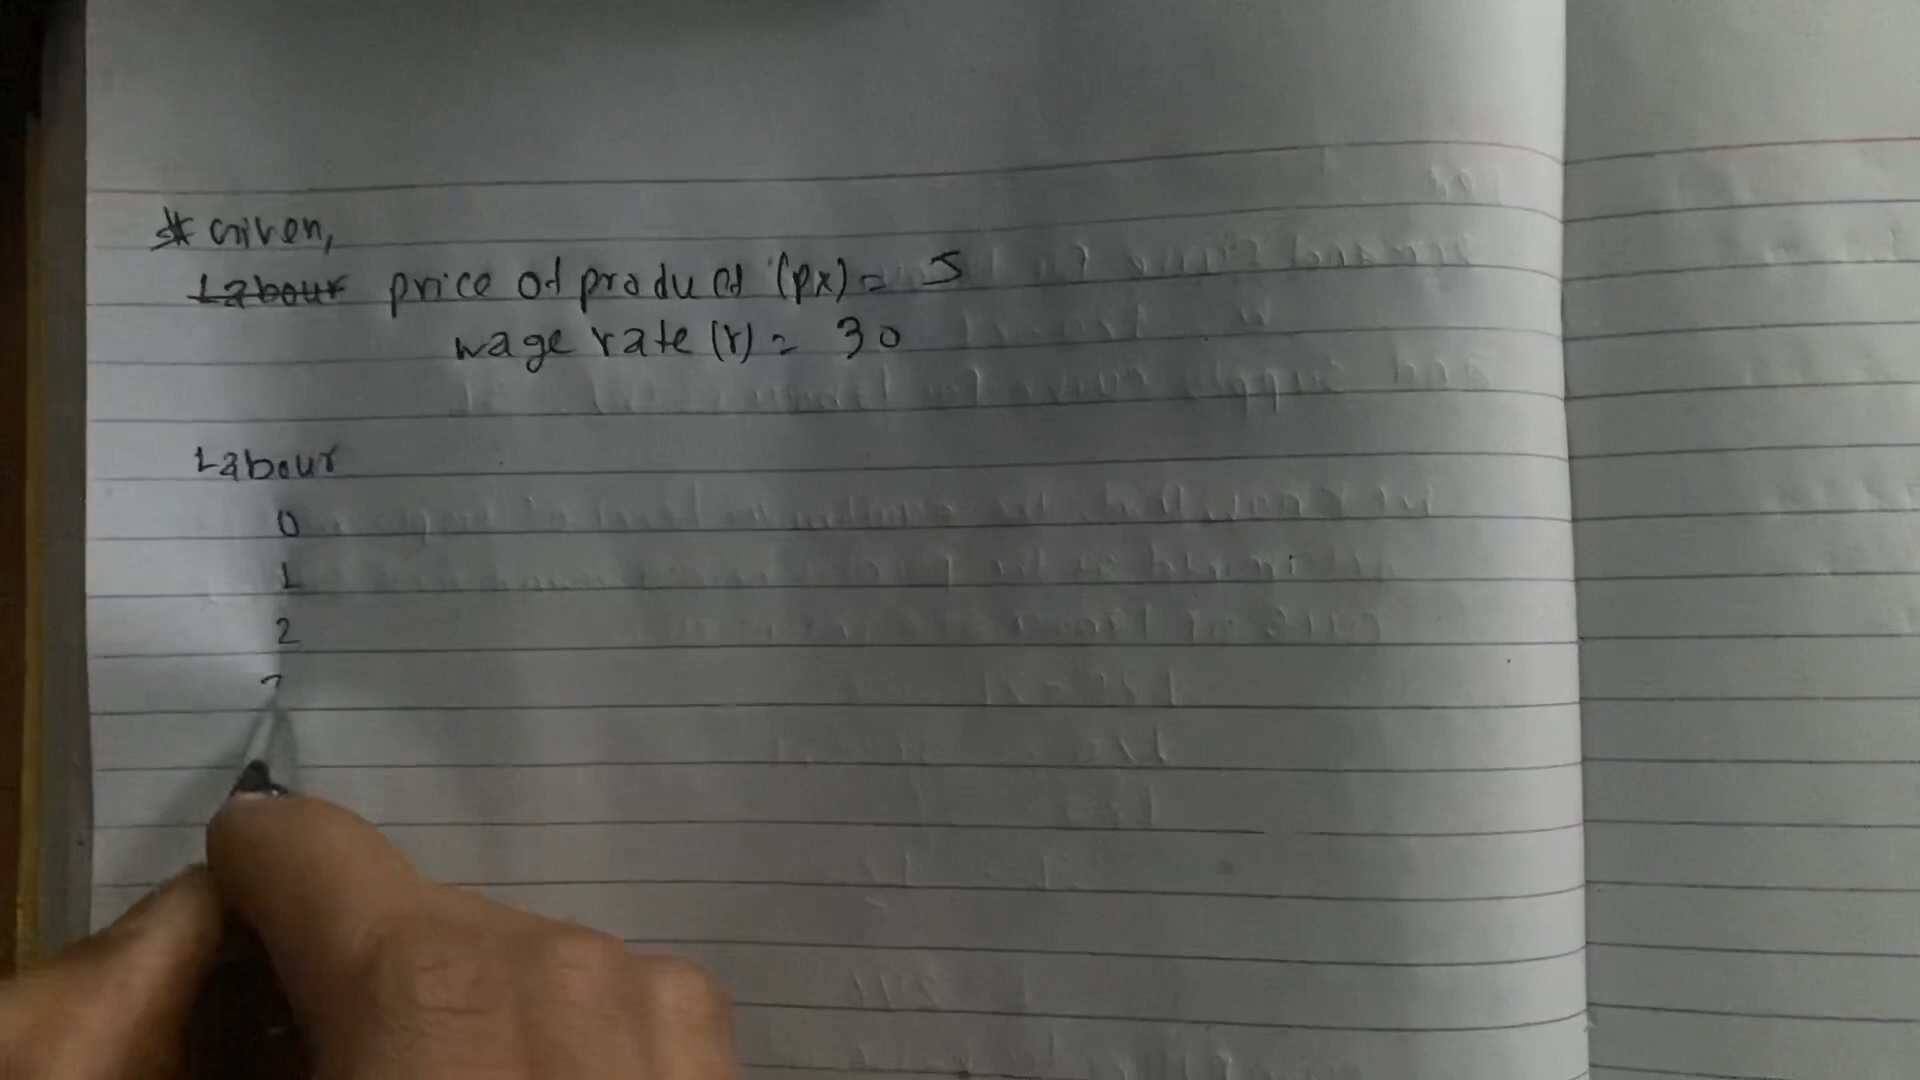 * Given,
Labour price of product (px) = 5
wage rate (r) = 30
Labour
0
1
2